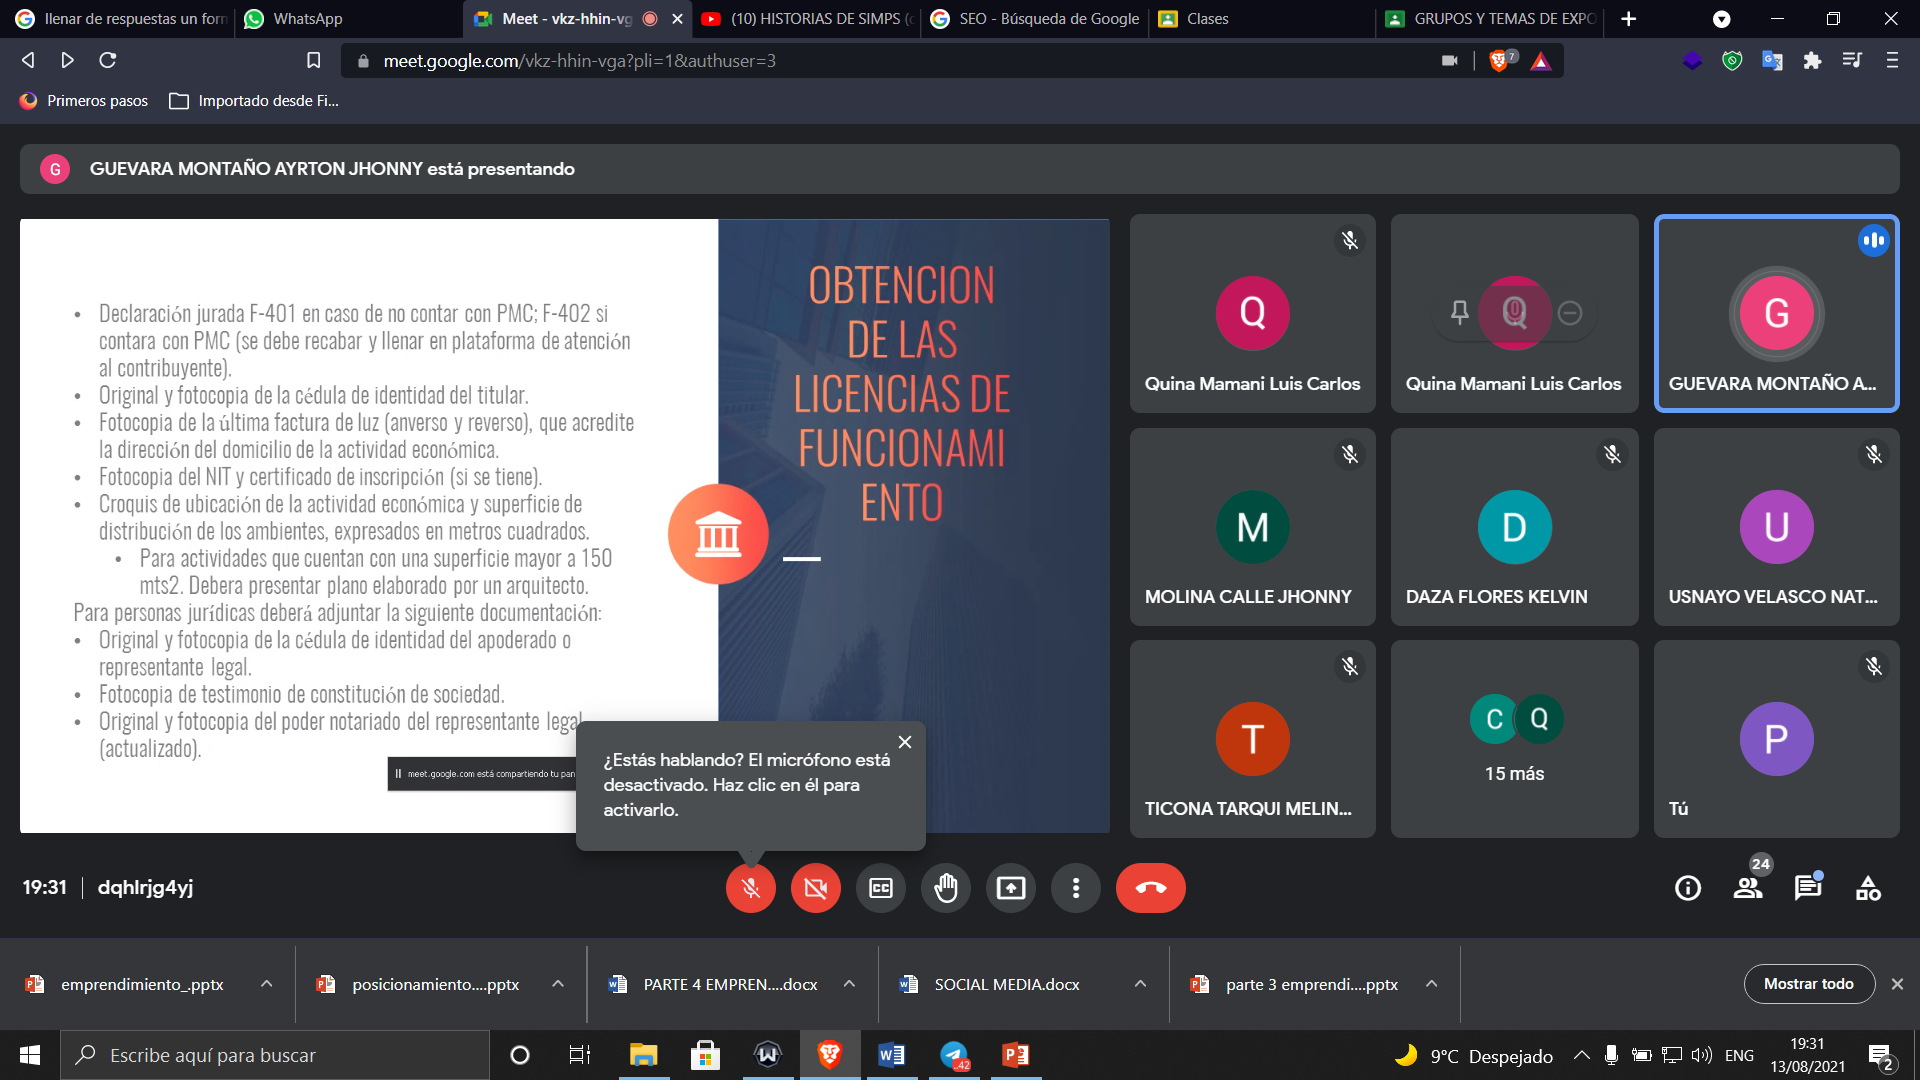 llenar de respuestas un forn
WhatsApp
Meet - vkz-hhin-vg
(10) HISTORIAS DE SIMPS (
SEO - Búsqueda de Google
Clases
GRUPOS Y TEMAS DE EXPO
meet.google.com/vkz-hhin-vga?pli=1&authuser=3
7
Primeros pasos
Importado desde Fi...
G
GUEVARA MONTAÑO AYRTON JHONNY está presentando
• Declaración jurada F-401 en caso de no contar con PMC; F-402 si
contara con PMC (se debe recabar y llenar en plataforma de atención
al contribuyente).
• Original y fotocopia de la cédula de identidad del titular.
• Fotocopia de la última factura de luz (anverso y reverso), que acredite
la dirección del domicilio de la actividad económica.
• Fotocopia del NIT y certificado de inscripción (si se tiene).
• Croquis de ubicación de la actividad económica y superficie de
distribución de los ambientes, expresados en metros cuadrados.
• Para actividades que cuentan con una superficie mayor a 150
mts2. Debera presentar plano elaborado por un arquitecto.
Para personas jurídicas deberá adjuntar la siguiente documentación:
• Original y fotocopia de la cédula de identidad del apoderado o
representante legal.
• Fotocopia de testimonio de constitución de sociedad.
• Original y fotocopia del poder notariado del representante legal
(actualizado).
meet.google.com está compartiendo tu pan
OBTENCION
DE LAS
LICENCIAS DE
FUNCIONAMI
ENTO
¿Estás hablando? El micrófono está
desactivado. Haz clic en él para
activarlo.
Q
Quina Mamani Luis Carlos
Q
Quina Mamani Luis Carlos
G
GUEVARA MONTAÑO A...
M
MOLINA CALLE JHONNY
D
DAZA FLORES KELVIN
U
USNAYO VELASCO NAT...
T
TICONA TARQUI MELIN...
C Q
15 más
P
Tú
19:31 | dqhlrjg4yj
CC
24
emprendimiento_.pptx
posicionamiento....pptx
PARTE 4 EMPREN....docx
SOCIAL MEDIA.docx
parte 3 emprendi....pptx
Mostrar todo
Escribe aquí para buscar
42
9°C Despejado
ENG
19:31
13/08/2021
2